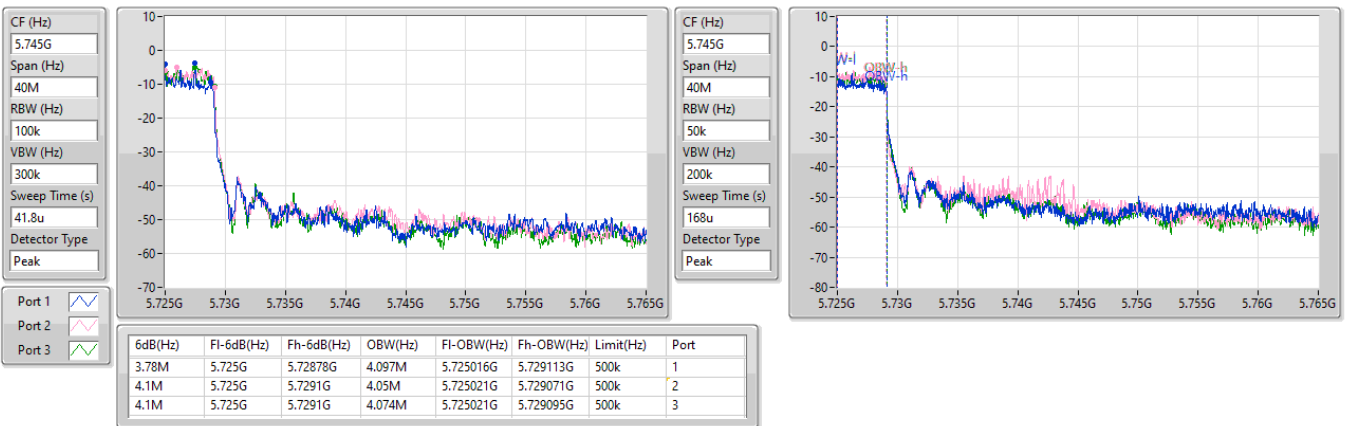 CF (Hz)
5.745G
Span (Hz)
40M
RBW (Hz)
100k
VBW (Hz)
300k
Sweep Time (s)
41.8u
Detector Type
Peak
10
0
-10
-20
-30
-40
-50
-60
-70
5.725G 5.73G 5.735G 5.74G 5.745G 5.75G 5.755G 5.76G 5.765G
CF (Hz)
5.745G
Span (Hz)
40M
RBW (Hz)
50k
VBW (Hz)
200k
Sweep Time (s)
168u
Detector Type
Peak
10
0
-10
-20
-30
-40
-50
-60
-70
-80
OBW-h
OBW-h
5.725G 5.73G 5.735G 5.74G 5.745G 5.75G 5.755G 5.76G 5.765G
Port 1
Port 2
Port 3
6dB(Hz) Fl-6dB(Hz) Fh-6dB(Hz) OBW(Hz) Fl-OBW(Hz) Fh-OBW(Hz) Limit(Hz) Port
3.78M 5.725G 5.72878G 4.097M 5.725016G 5.729113G 500k 1
4.1M 5.725G 5.7291G 4.05M 5.725021G 5.729071G 500k 2
4.1M 5.725G 5.7291G 4.074M 5.725021G 5.729095G 500k 3